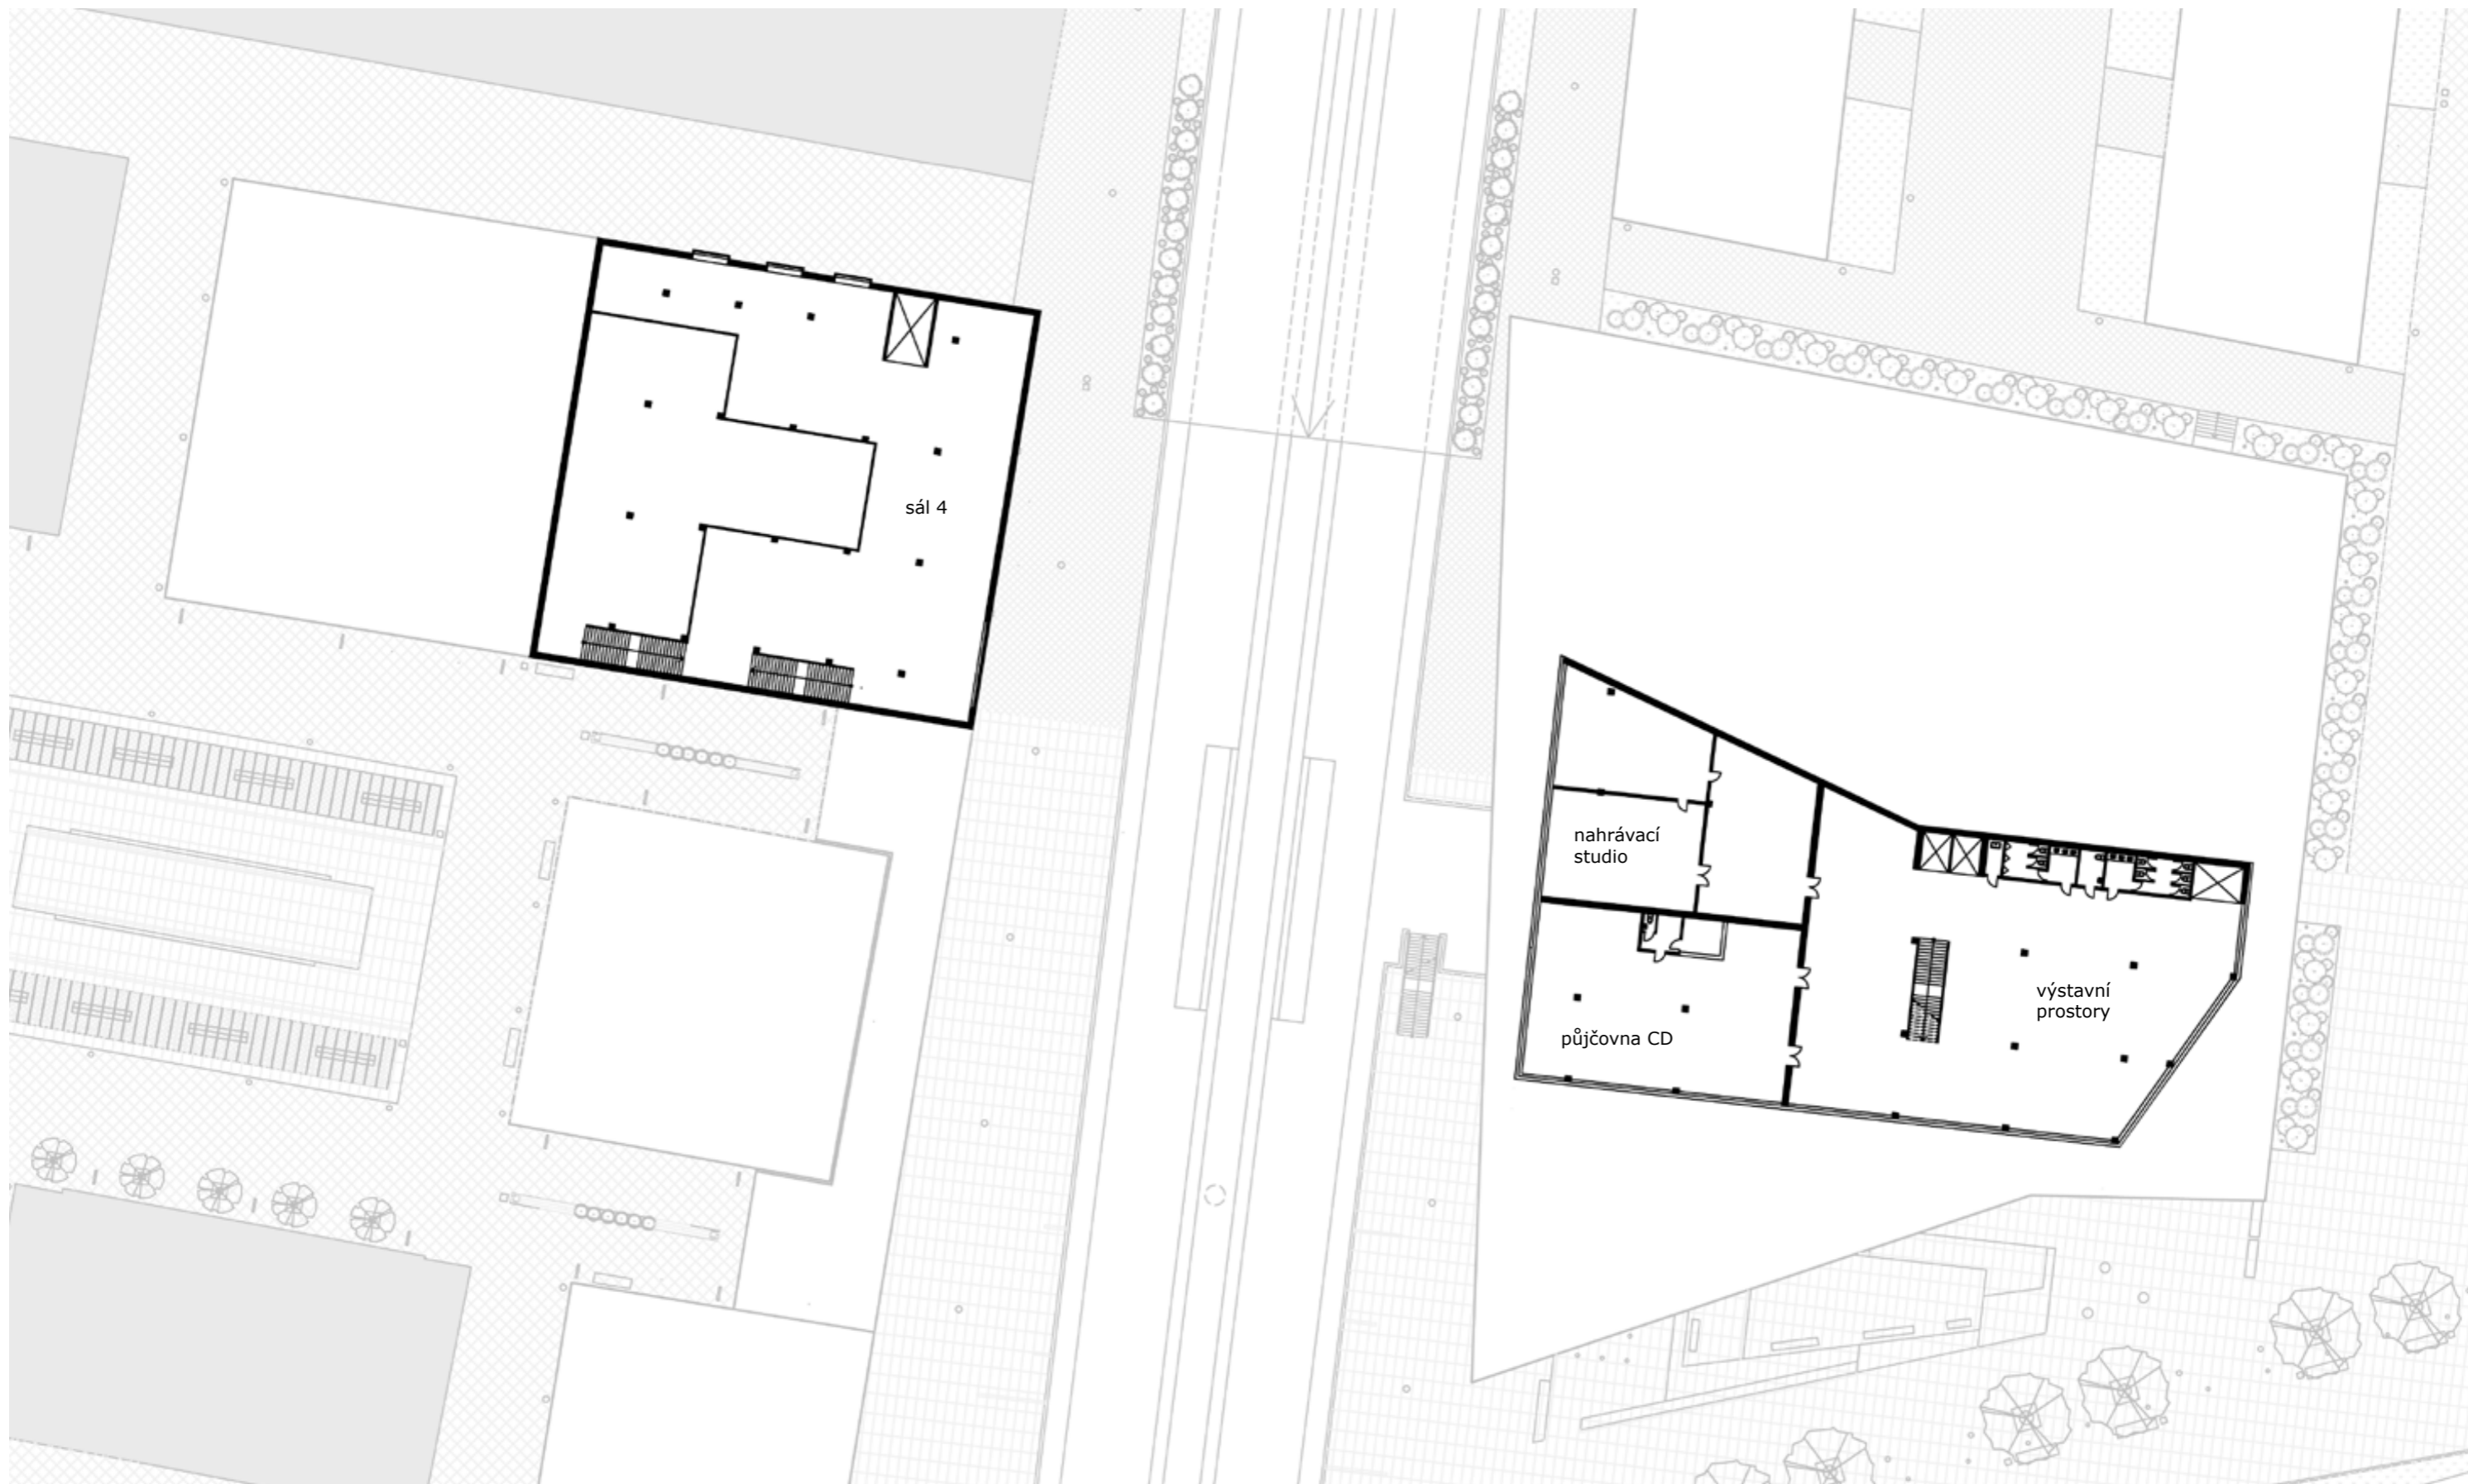 sál 4
nahrávací
studio
výstavní
prostory
půjčovna CD